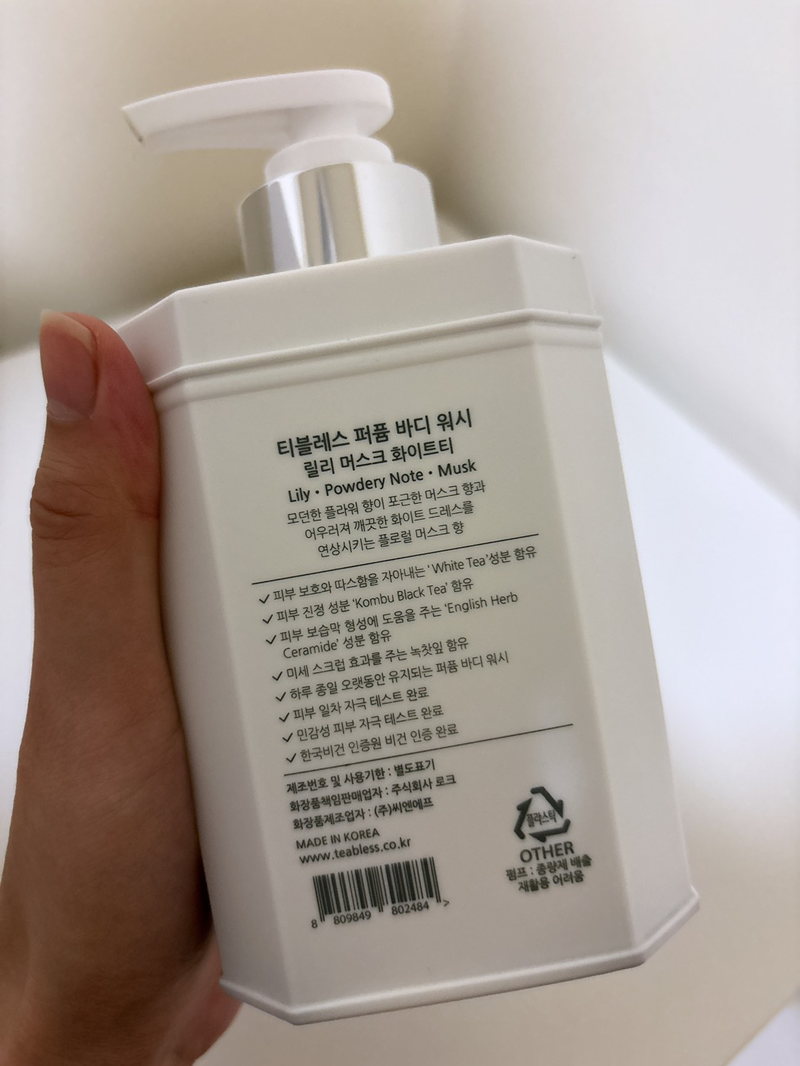 티블레스 퍼퓸 바디 워시
릴리 머스크 화이트티
Lily • Powdery Note • Musk
모던한 플라워 향이 포근한 머스크 향과
어우러져 깨끗한 화이트 드레스를
연상시키는 플로럴 머스크 향
✓ 피부 보호와 따스함을 자아내는 ‘White Tea’성분 함유
✓ 피부 진정 성분 ‘Kombu Black Tea’ 함유
✓ 피부 보습막 형성에 도움을 주는 ‘English Herb
Ceramide’ 성분 함유
✓ 미세 스크럽 효과를 주는 녹찻잎 함유
✓ 하루 종일 오랫동안 유지되는 퍼퓸 바디 워시
✓ 피부 일차 자극 테스트 완료
✓ 민감성 피부 자극 테스트 완료
✓ 한국비건 인증원 비건 인증 완료
제조번호 및 사용기한 : 별도표기
화장품책임판매업자 : 주식회사 로크
화장품제조업자 : (주)씨엔에프
MADE IN KOREA
www.teabless.co.kr
8 809849 802484 >
플라스틱
OTHER
펌프 : 종량제 배출
재활용 어려움